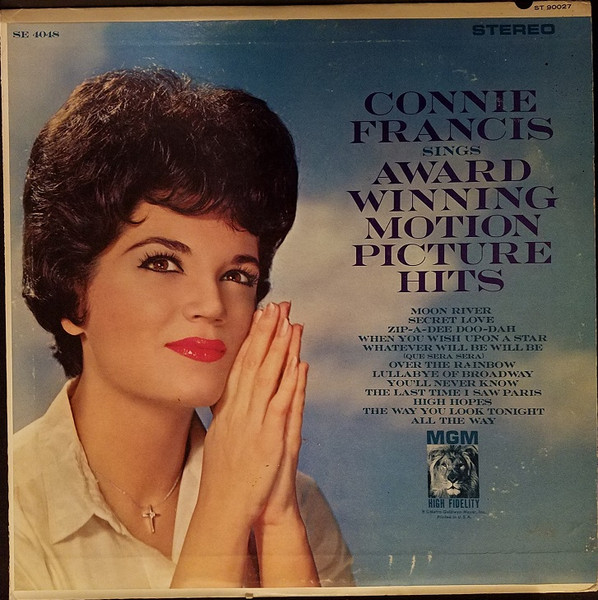 ST 90027
SE 4048
STEREO
CONNIE
FRANCIS
SINGS
AWARD
WINNING
MOTION
PICTURE
HITS
MOON RIVER
SECRET LOVE
ZIP-A-DEE DOO-DAH
WHEN YOU WISH UPON A STAR
WHATEVER WILL BE WILL BE
(QUE SERA SERA)
OVER THE RAINBOW
LULLABYE OF BROADWAY
YOU'LL NEVER KNOW
THE LAST TIME I SAW PARIS
HIGH HOPES
THE WAY YOU LOOK TONIGHT
ALL THE WAY
MGM
HIGH FIDELITY
Printed in U.S.A.